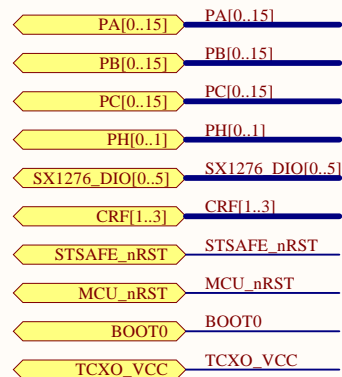 PA[0..15] PA[0..15]
PB[0..15] PB[0..15]
PC[0..15] PC[0..15]
PH[0..1] PH[0..1]
SX1276_DIO[0..5] SX1276_DIO[0..5]
CRF[1..3] CRF[1..3]
STSAFE_nRST STSAFE_nRST
MCU_nRST MCU_nRST
BOOT0 BOOT0
TCXO_VCC TCXO_VCC